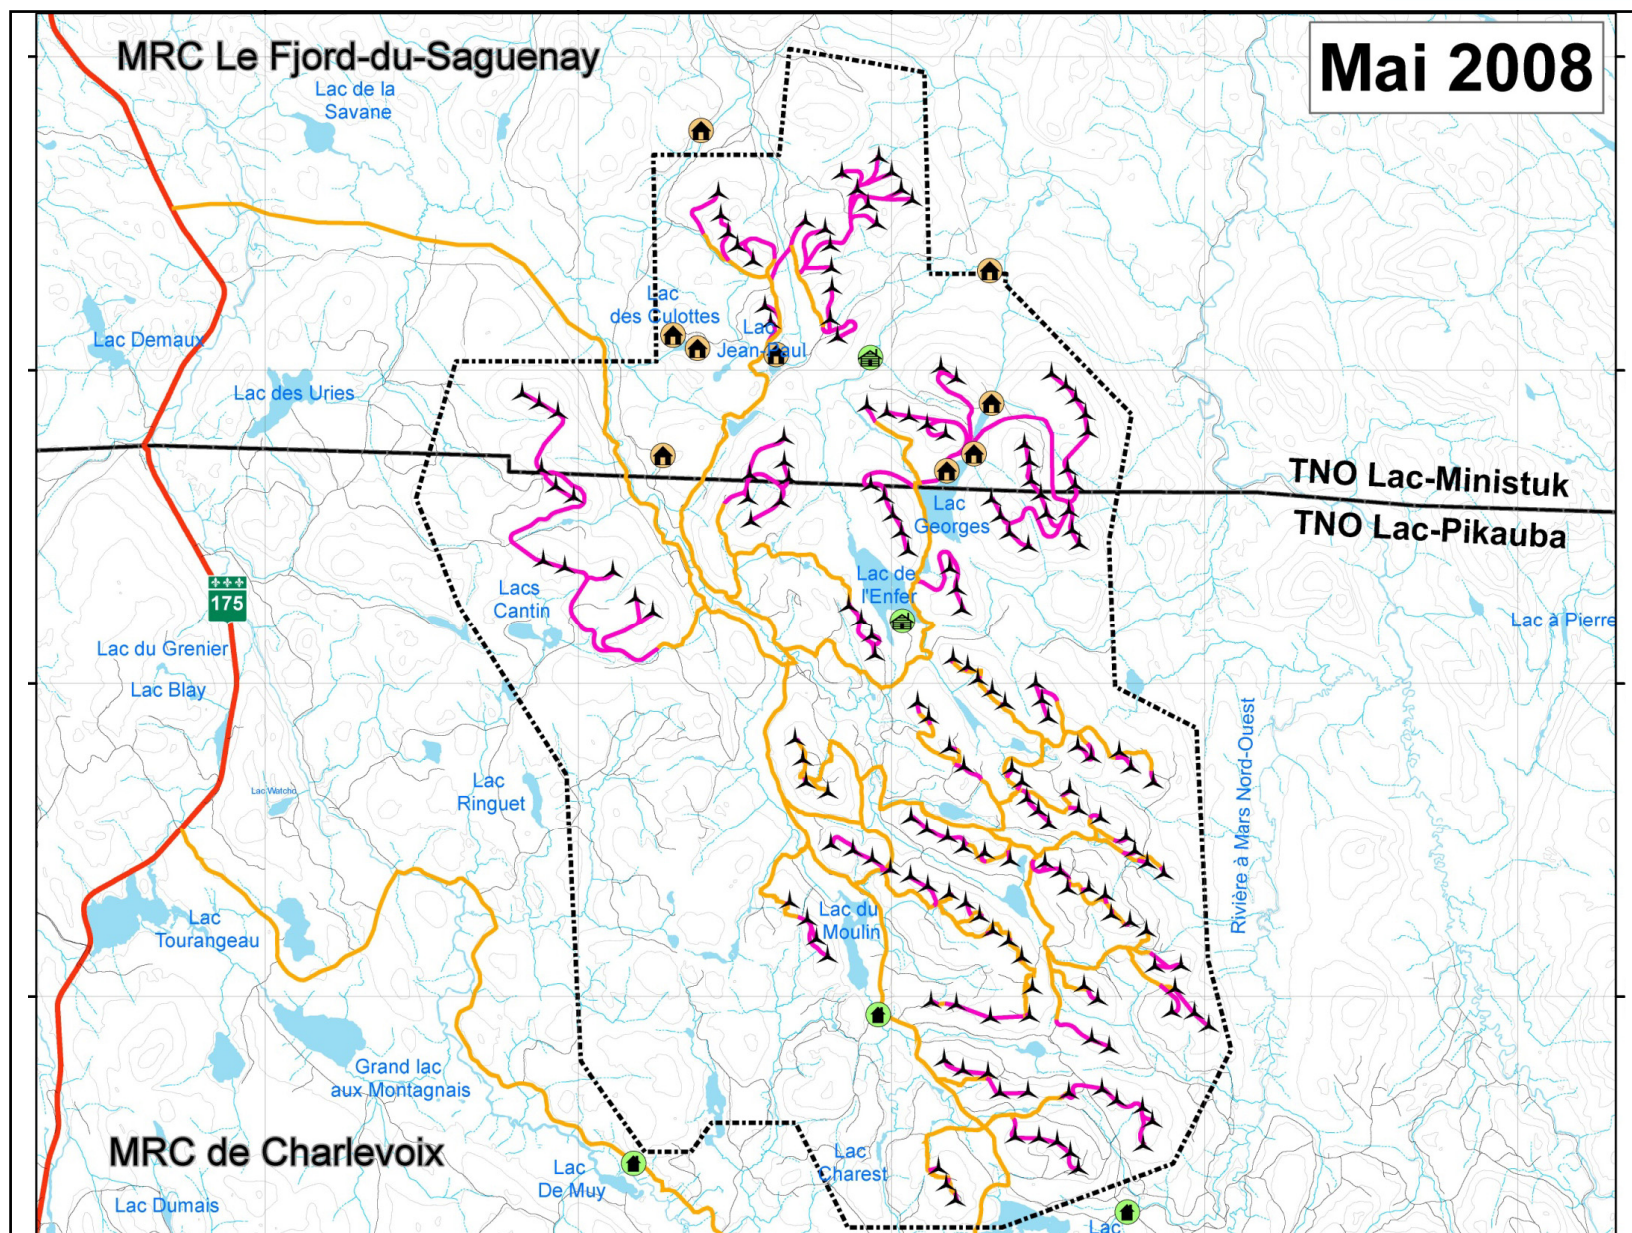 MRC Le Fjord-du-Saguenay
Mai 2008
Lac de la
Savane
Lac
des Culottes
Lac
Jean-Paul
Lac Demaux
Lac des Uries
TNO Lac-Ministuk
TNO Lac-Pikauba
Lac
Georges
175
Lacs
Cantin
Lac de
l'Enfer
Lac à Pierre
Lac du Grenier
Lac Blay
Rivière à Mars Nord-Ouest
Lac
Ringuet
Lac Watcho
Lac
Tourangeau
Lac du
Moulin
Grand lac
aux Montagnais
MRC de Charlevoix
Lac
De Muy
Lac
Charest
Lac Dumais
Lac